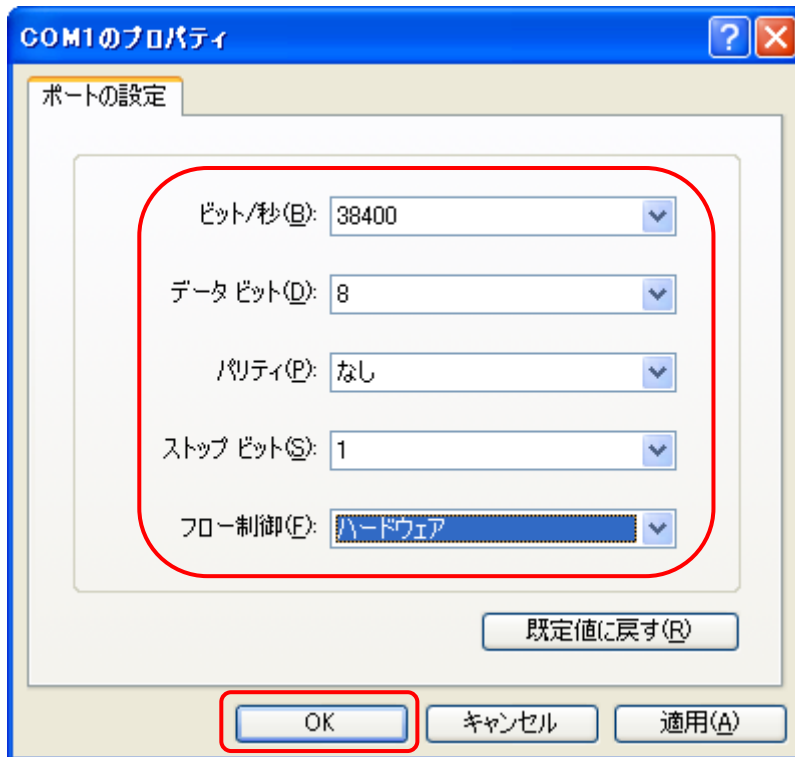 COM1のプロパティ
ポートの設定
ビット/秒(B): 38400
データ ビット(D): 8
パリティ(P): なし
ストップ ビット(S): 1
フロー制御(F): ハードウェア
既定値に戻す(R)
OK キャンセル 適用(A)